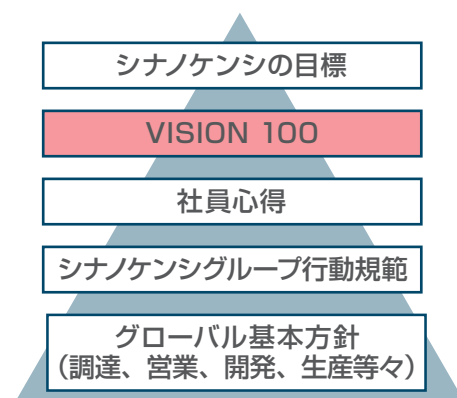 シナノケンシの目標
VISION 100
社員心得
シナノケンシグループ行動規範
グローバル基本方針
（調達、営業、開発、生産等々）